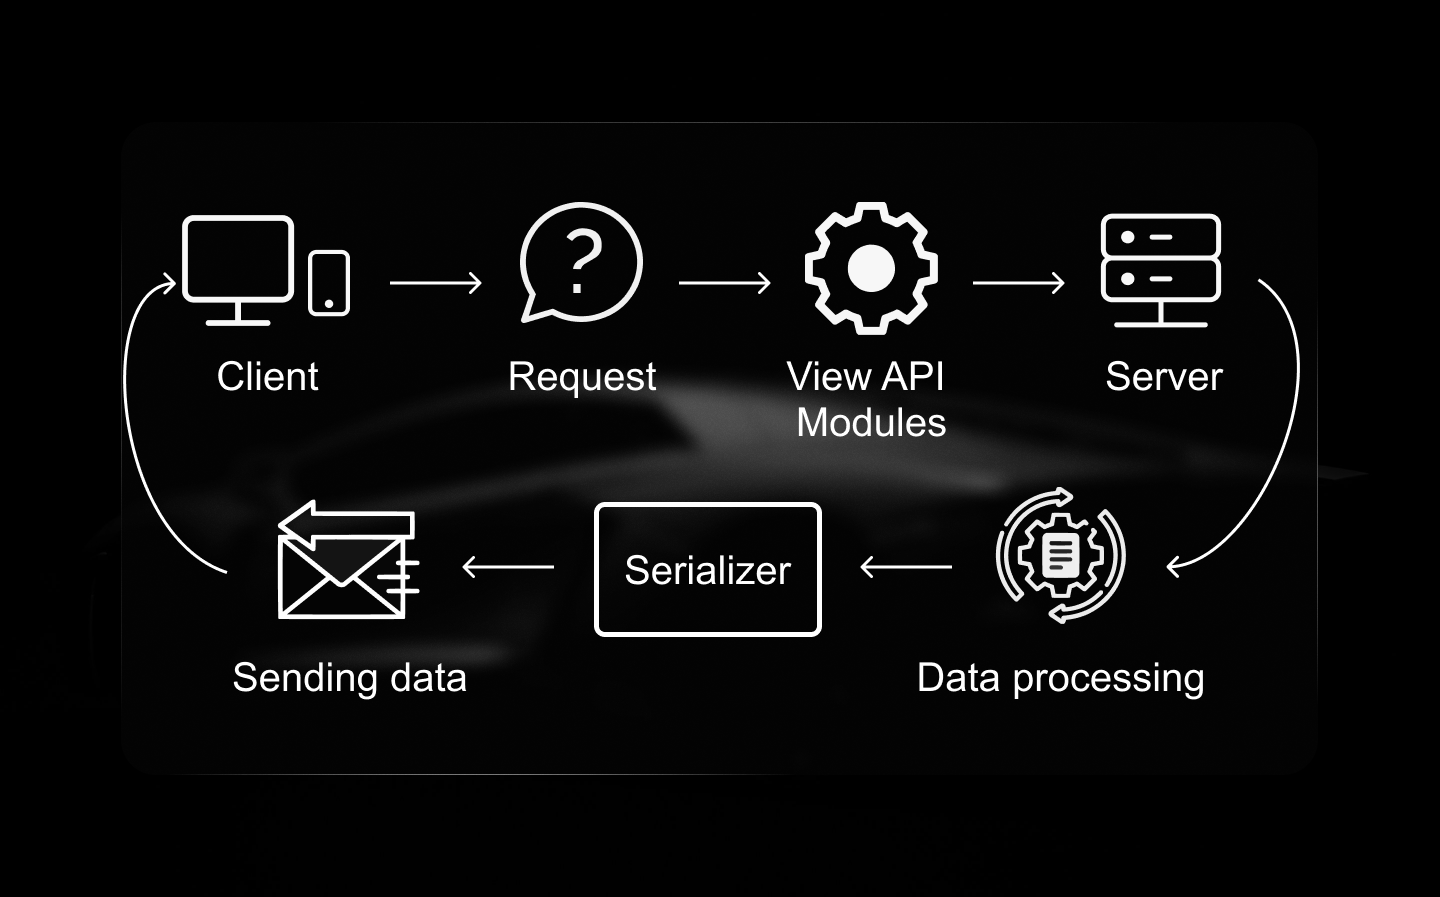 ?
Client
Request
View API
Modules
Server
Serializer
Sending data
Data processing